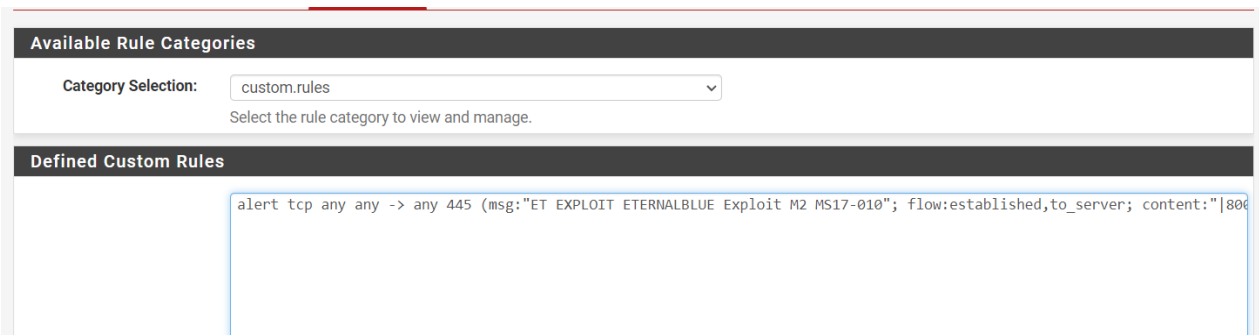 Available Rule Categories
Category Selection: custom.rules
Select the rule category to view and manage.
Defined Custom Rules
alert tcp any any -> any 445 (msg:"ET EXPLOIT ETERNALBLUE Exploit M2 MS17-010"; flow:established,to_server; content:"|800